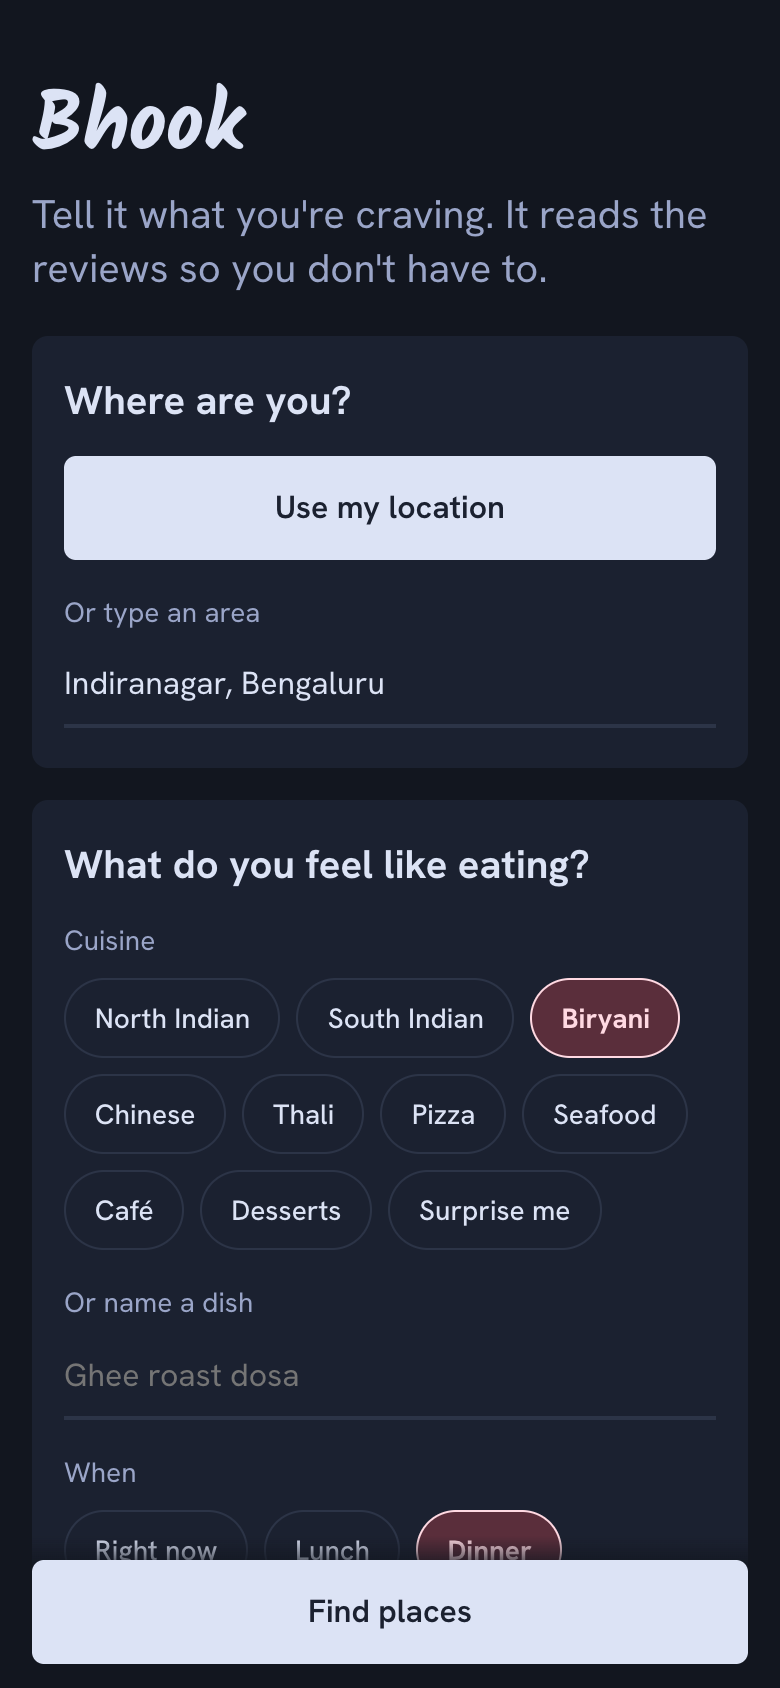 Bhook
Tell it what you're craving. It reads the
reviews so you don't have to.
Where are you?
Use my location
Or type an area
Indiranagar, Bengaluru
What do you feel like eating?
Cuisine
North Indian South Indian Biryani
Chinese Thali Pizza Seafood
Café Desserts Surprise me
Or name a dish
Ghee roast dosa
When
Right now Lunch Dinner
Find places